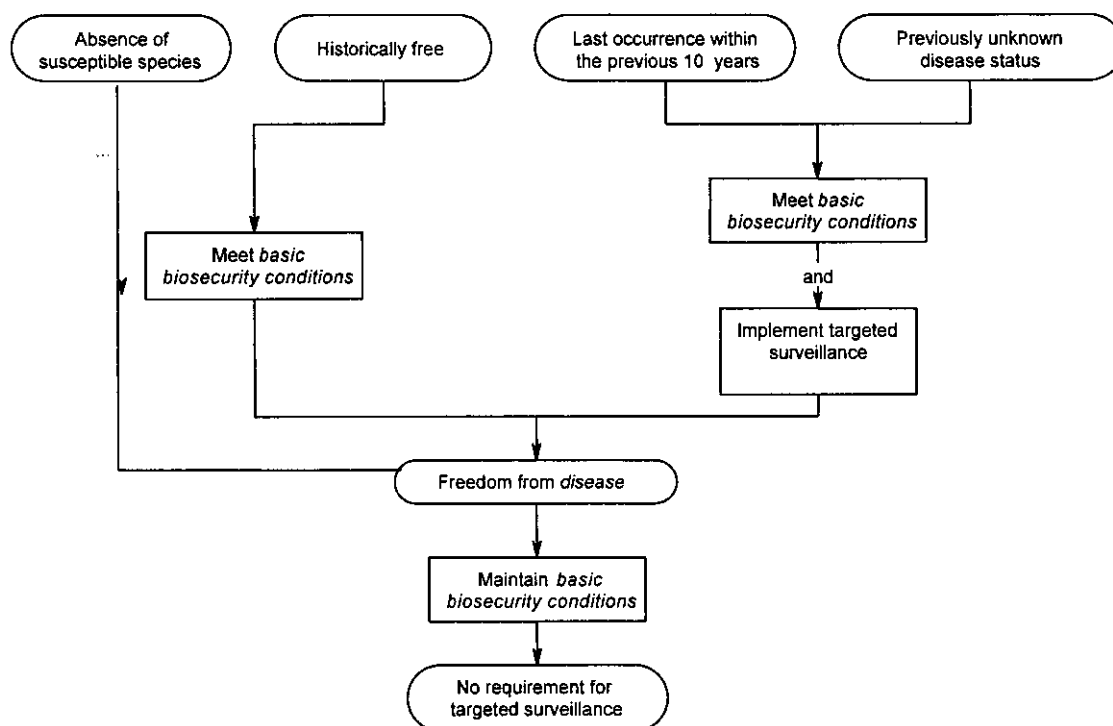 Absence of
susceptible species
Historically free
Last occurrence within
the previous 10 years
Previously unknown
disease status
Meet basic
biosecurity conditions
Meet basic
biosecurity conditions
and
Implement targeted
surveillance
Freedom from disease
Maintain basic
biosecurity conditions
No requirement for
targeted surveillance